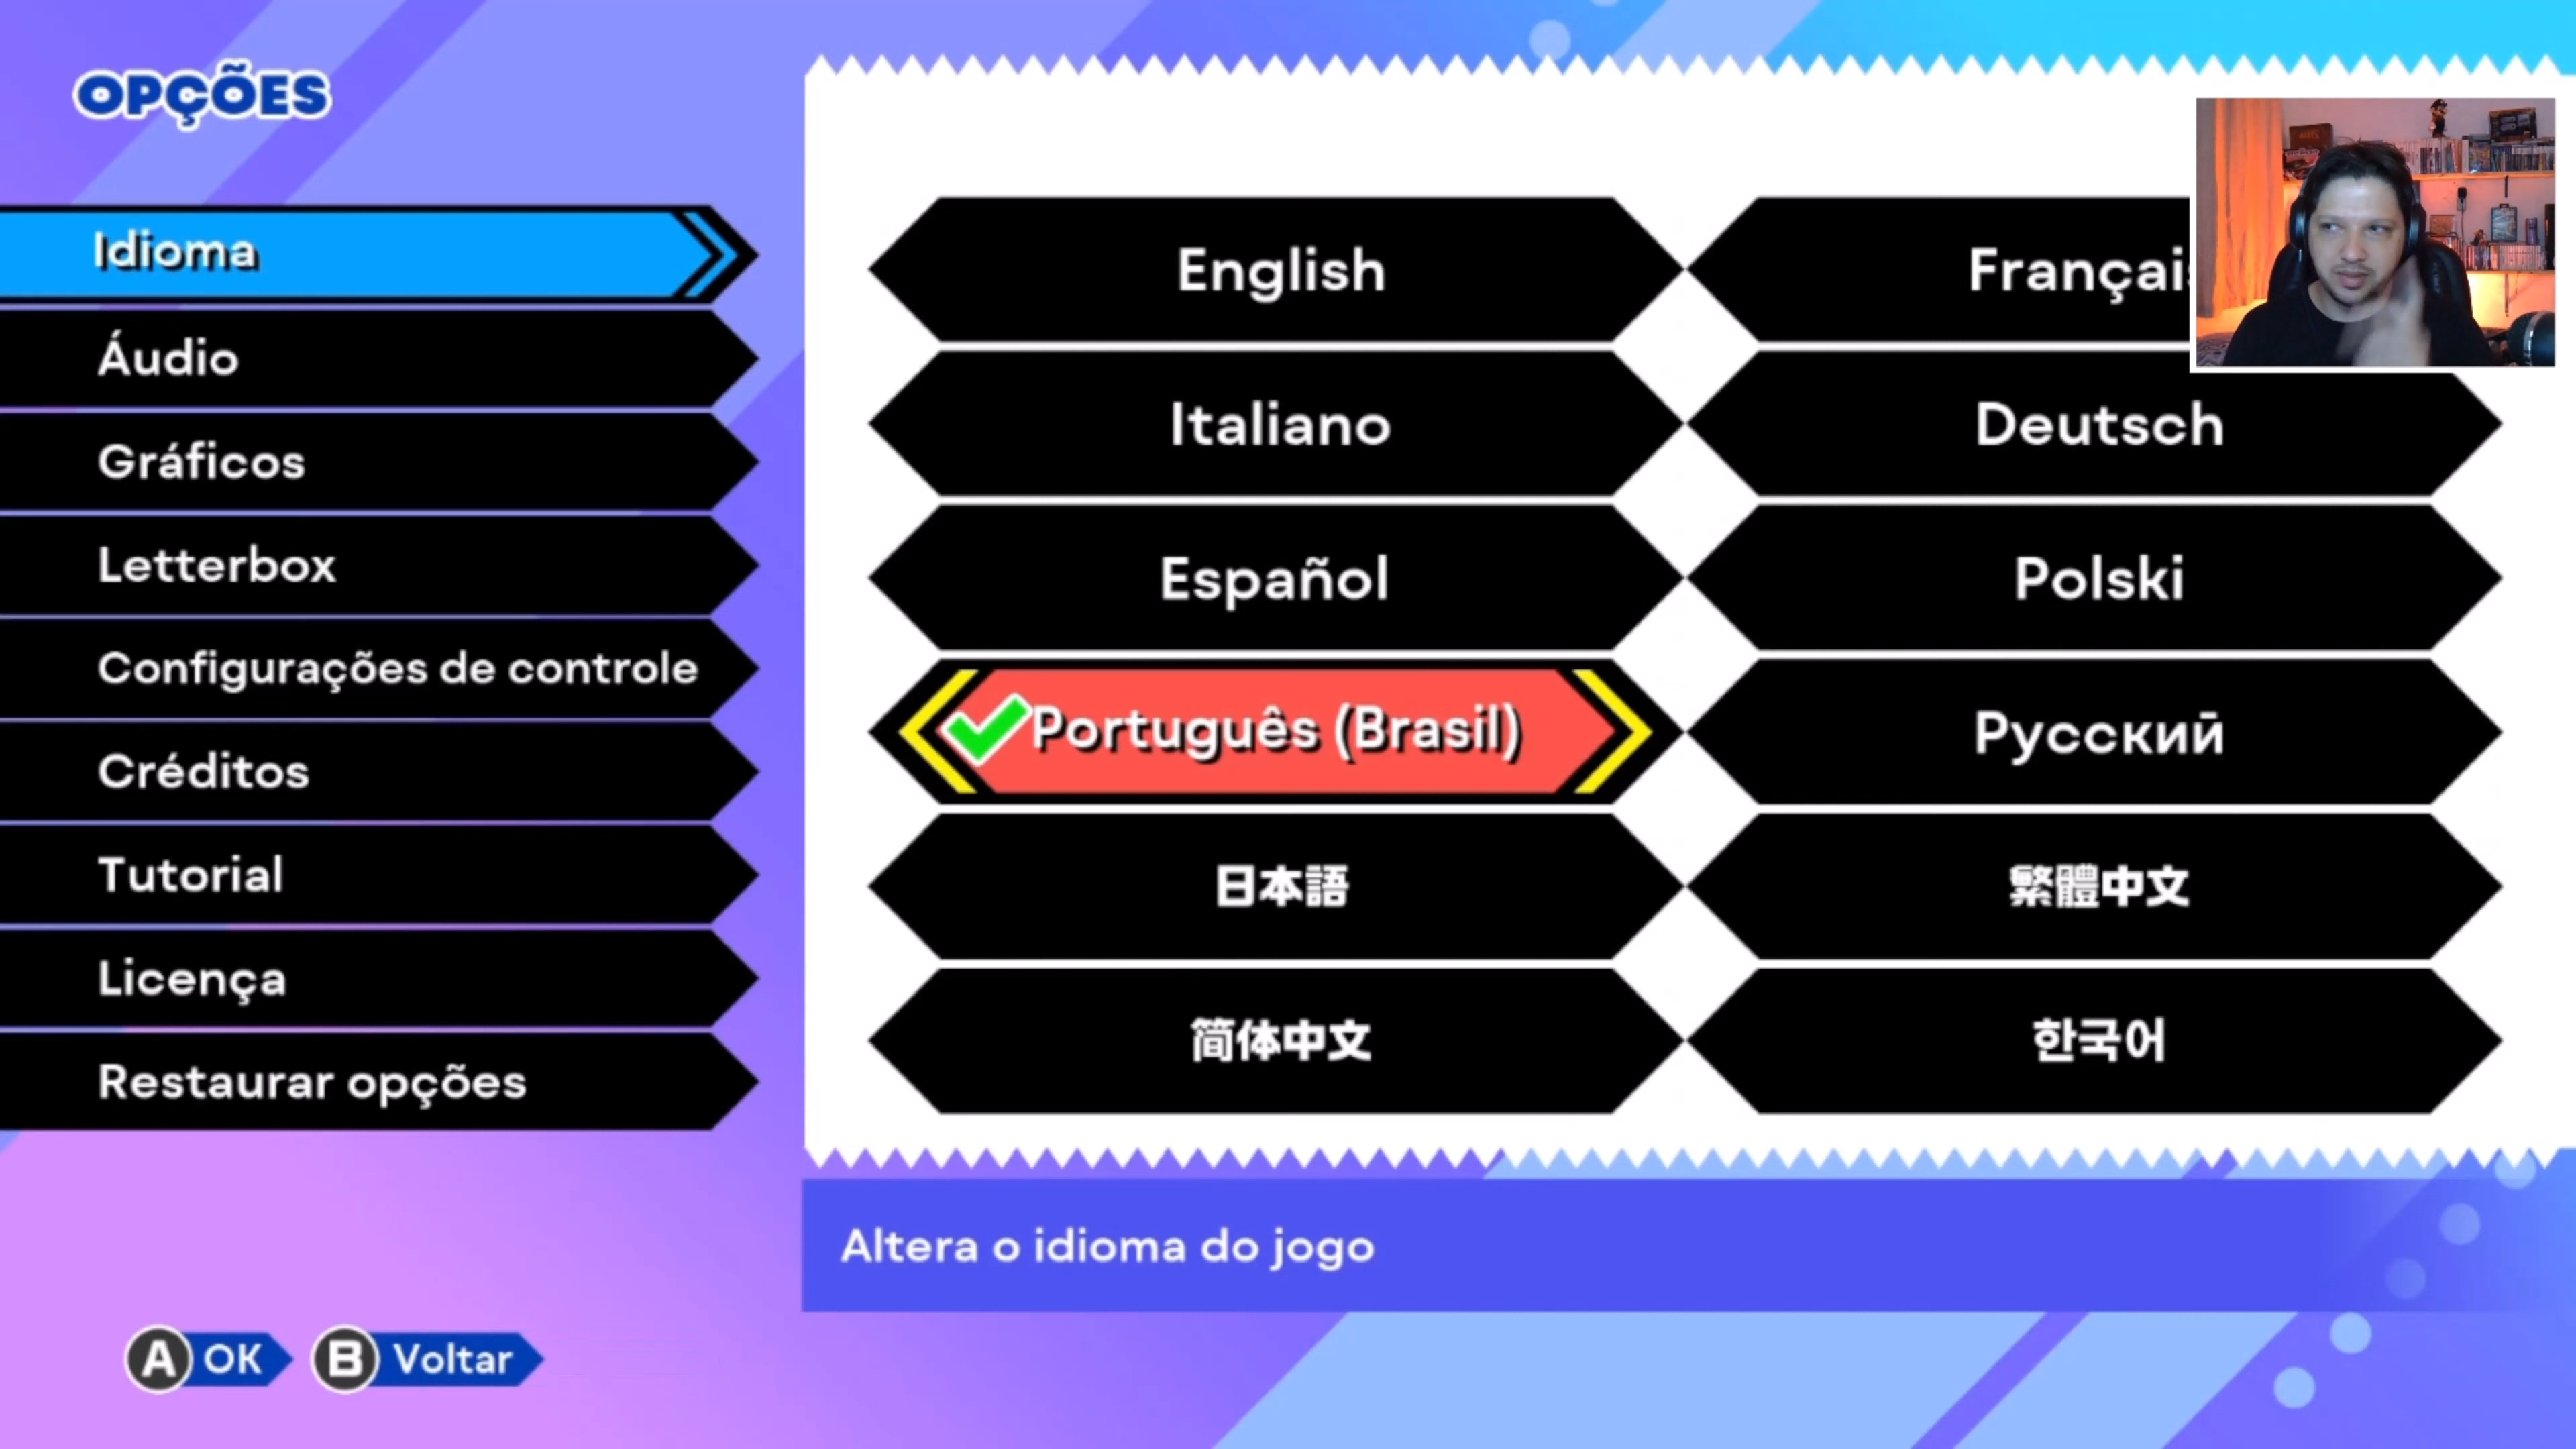 OPÇÕES
Idioma
Áudio
Gráficos
Letterbox
Configurações de controle
Créditos
Tutorial
Licença
Restaurar opções
English
Françai
Italiano
Deutsch
Español
Polski
Português (Brasil)
Русский
日本語
繁體中文
简体中文
한국어
Altera o idioma do jogo
A OK B Voltar